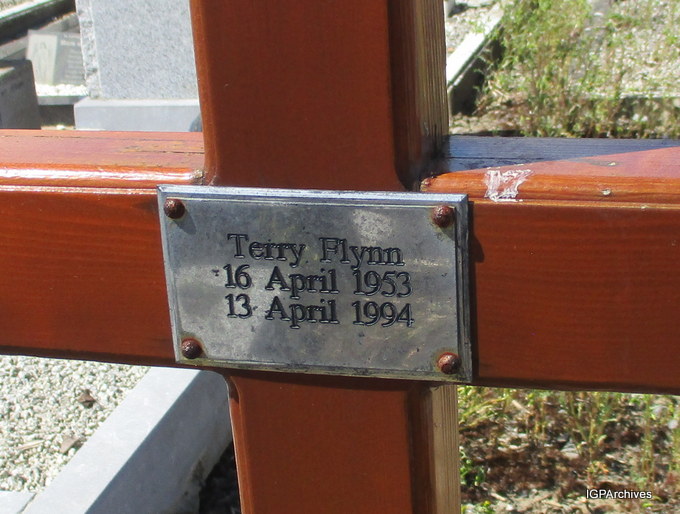 Terry Flynn
16 April 1953
13 April 1994
IGPArchives